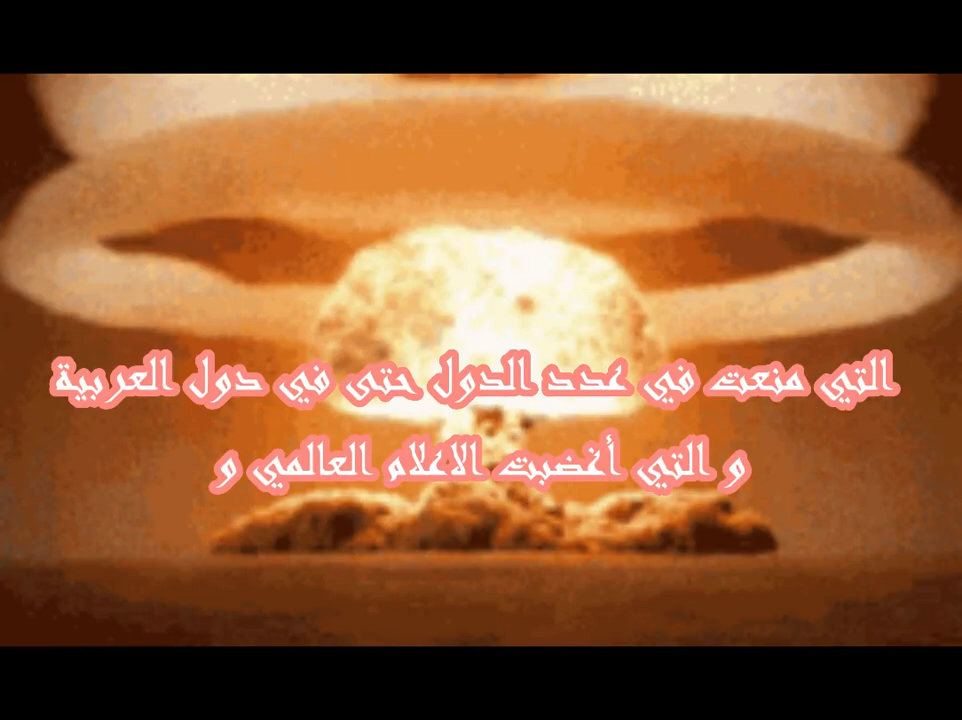 التي منعت في عدد الدول حتى في دول العربية
و التي أغضبت الاعلام العالمي و